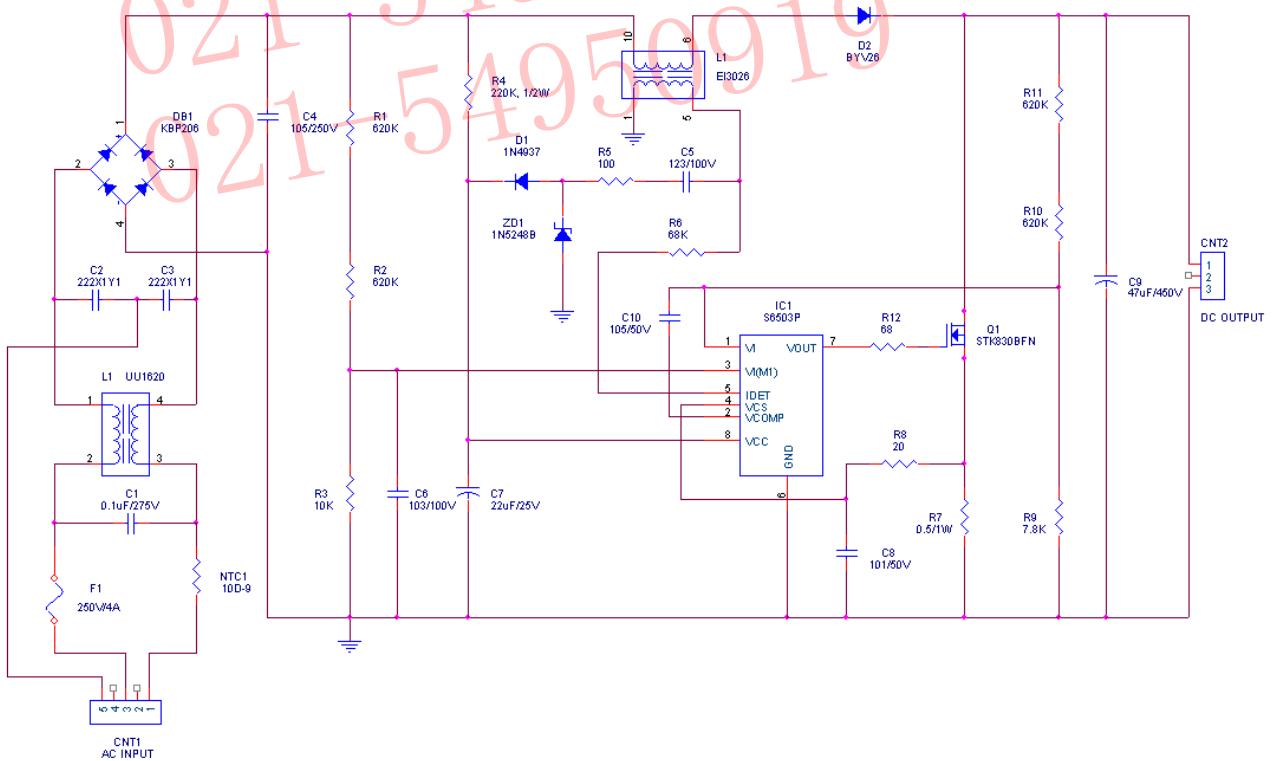 021-54950919
021-54950919
DB1
KBP206
C4
105/250V
R1
620K
R4
220K, 1/2W
L1
EI3026
10
6
1
5
D2
BYV26
R11
620K
R10
620K
CNT2
1
2
3
DC OUTPUT
C9
47uF/450V
1
2
3
4
+
-
D1
1N4937
R5
100
C5
123/100V
ZD1
1N5248B
R6
68K
C2
222X1Y1
C3
222X1Y1
R2
620K
C10
105/50V
IC1
S6503P
1
3
5
4
2
8
VI
VI(M1)
IDET
VCS
VCOMP
VCC
VOUT
7
GND
6
R12
68
Q1
STK830BFN
L1 UU1620
1
4
2
3
C1
0.1uF/275V
R3
10K
C6
103/100V
C7
22uF/25V
R8
20
R7
0.5/1W
R9
7.8K
C8
101/50V
F1
250V/4A
NTC1
10D-9
5
4
3
2
1
CNT1
AC INPUT